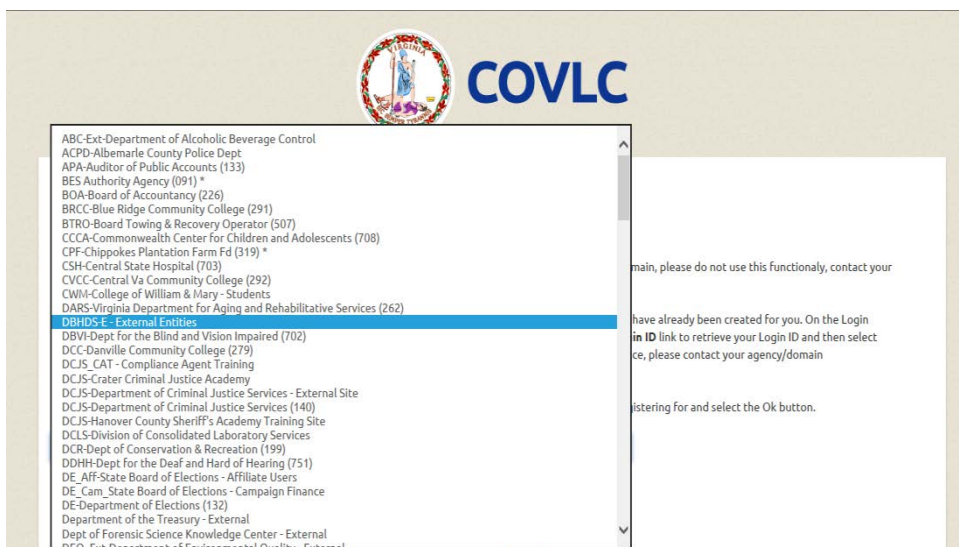 VIRGINIA
COVLC
ABC-Ext-Department of Alcoholic Beverage Control
ACPD-Albemarle County Police Dept
APA-Auditor of Public Accounts (133)
BES Authority Agency (091) *
BOA-Board of Accountancy (226)
BRCC-Blue Ridge Community College (291)
BTRO-Board Towing & Recovery Operator (507)
CCCA-Commonwealth Center for Children and Adolescents (708)
CPF-Chippokes Plantation Farm Fd (319) *
CSH-Central State Hospital (703)
CVCC-Central Va Community College (292)
CWM-College of William & Mary - Students
DARS-Virginia Department for Aging and Rehabilitative Services (262)
DBHDS-E - External Entities
DBVI-Dept for the Blind and Vision Impaired (702)
DCC-Danville Community College (279)
DCJS_CAT - Compliance Agent Training
DCJS-Crater Criminal Justice Academy
DCJS-Department of Criminal Justice Services - External Site
DCJS-Department of Criminal Justice Services (140)
DCJS-Hanover County Sheriff's Academy Training Site
DCLS-Division of Consolidated Laboratory Services
DCR-Dept of Conservation & Recreation (199)
DDHH-Dept for the Deaf and Hard of Hearing (751)
DE_Aff-State Board of Elections - Affiliate Users
DE_Cam_State Board of Elections - Campaign Finance
DE-Department of Elections (132)
Department of the Treasury - External
Dept of Forensic Science Knowledge Center - External
DEQ_Ext-Department of Environmental Quality - External
main, please do not use this functionaly, contact your
have already been created for you. On the Login
in ID link to retrieve your Login ID and then select
ce, please contact your agency/domain
gistering for and select the Ok button.